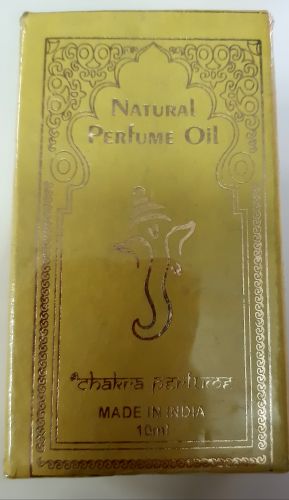 NATURAL
PERFUME OIL
chakra perfume
MADE IN INDIA
10ml